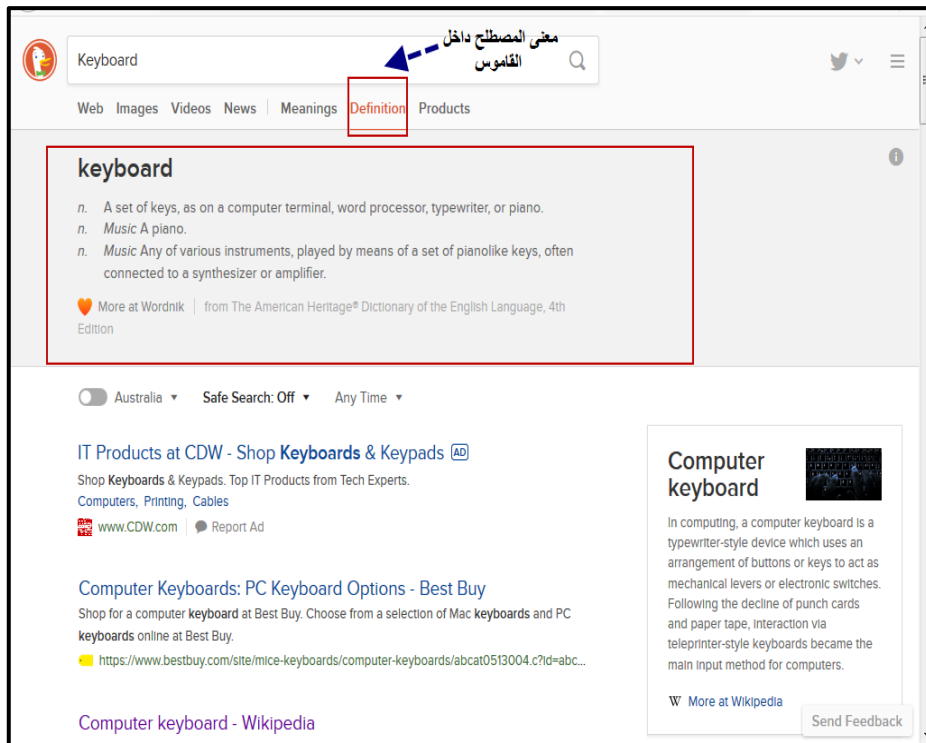 معنى المصطلح داخل
القاموس
Keyboard
Web Images Videos News Meanings Definition Products
keyboard
n. A set of keys, as on a computer terminal, word processor, typewriter, or piano.
n. Music A piano.
n. Music Any of various instruments, played by means of a set of pianolike keys, often
connected to a synthesizer or amplifier.
More at Wordnik from The American Heritage® Dictionary of the English Language, 4th
Edition
Australia Safe Search: Off Any Time
IT Products at CDW - Shop Keyboards & Keypads AD
Shop Keyboards & Keypads. Top IT Products from Tech Experts.
Computers, Printing, Cables
www.CDW.com Report Ad
Computer Keyboards: PC Keyboard Options - Best Buy
Shop for a computer keyboard at Best Buy. Choose from a selection of Mac keyboards and PC
keyboards online at Best Buy.
https://www.bestbuy.com/site/mice-keyboards/computer-keyboards/abcat0513004.c?id=abc...
Computer keyboard - Wikipedia
Computer
keyboard
In computing, a computer keyboard is a
typewriter-style device which uses an
arrangement of buttons or keys to act as
mechanical levers or electronic switches.
Following the decline of punch cards
and paper tape, interaction via
teleprinter-style keyboards became the
main input method for computers.
W More at Wikipedia
Send Feedback